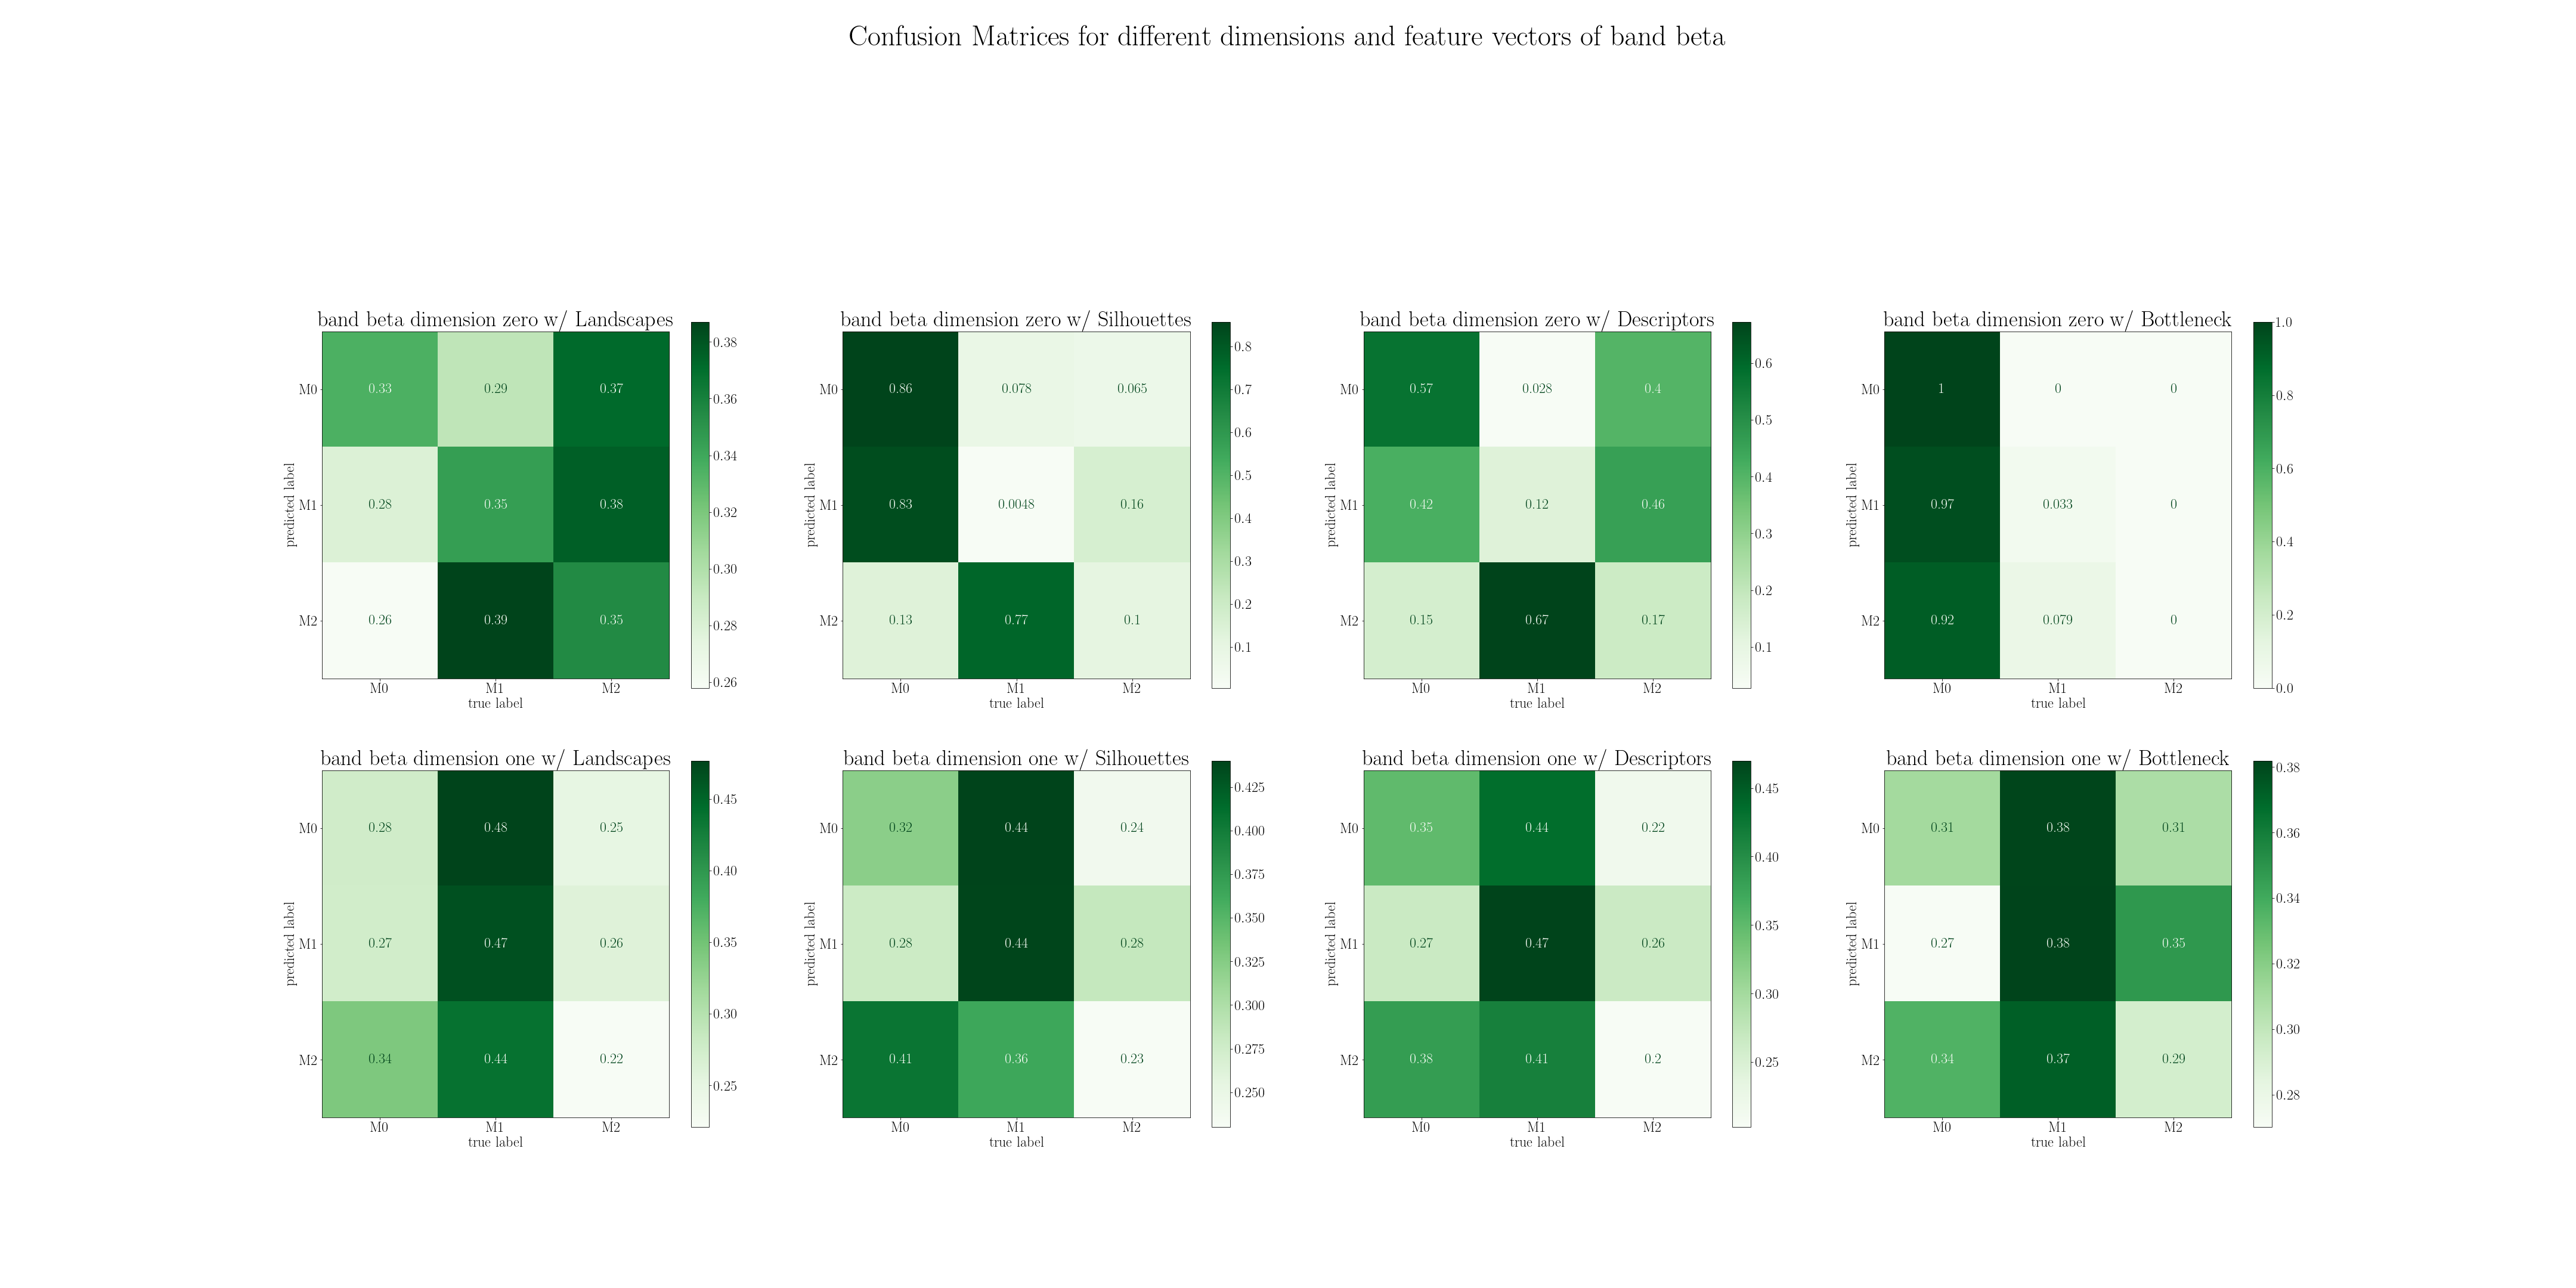 Confusion Matrices for different dimensions and feature vectors of band beta
band beta dimension zero w/ Landscapes
predicted label
M0 0.33 0.29 0.37
M1 0.28 0.35 0.38
M2 0.26 0.39 0.35
M0 M1 M2
true label
0.38
0.36
0.34
0.32
0.30
0.28
0.26
band beta dimension zero w/ Silhouettes
predicted label
M0 0.86 0.078 0.065
M1 0.83 0.0048 0.16
M2 0.13 0.77 0.1
M0 M1 M2
true label
0.8
0.7
0.6
0.5
0.4
0.3
0.2
0.1
band beta dimension zero w/ Descriptors
predicted label
M0 0.57 0.028 0.4
M1 0.42 0.12 0.46
M2 0.15 0.67 0.17
M0 M1 M2
true label
0.6
0.5
0.4
0.3
0.2
0.1
band beta dimension zero w/ Bottleneck
predicted label
M0 1 0 0
M1 0.97 0.033 0
M2 0.92 0.079 0
M0 M1 M2
true label
1.0
0.8
0.6
0.4
0.2
0.0
band beta dimension one w/ Landscapes
predicted label
M0 0.28 0.48 0.25
M1 0.27 0.47 0.26
M2 0.34 0.44 0.22
M0 M1 M2
true label
0.45
0.40
0.35
0.30
0.25
band beta dimension one w/ Silhouettes
predicted label
M0 0.32 0.44 0.24
M1 0.28 0.44 0.28
M2 0.41 0.36 0.23
M0 M1 M2
true label
0.425
0.400
0.375
0.350
0.325
0.300
0.275
0.250
band beta dimension one w/ Descriptors
predicted label
M0 0.35 0.44 0.22
M1 0.27 0.47 0.26
M2 0.38 0.41 0.2
M0 M1 M2
true label
0.45
0.40
0.35
0.30
0.25
band beta dimension one w/ Bottleneck
predicted label
M0 0.31 0.38 0.31
M1 0.27 0.38 0.35
M2 0.34 0.37 0.29
M0 M1 M2
true label
0.38
0.36
0.34
0.32
0.30
0.28